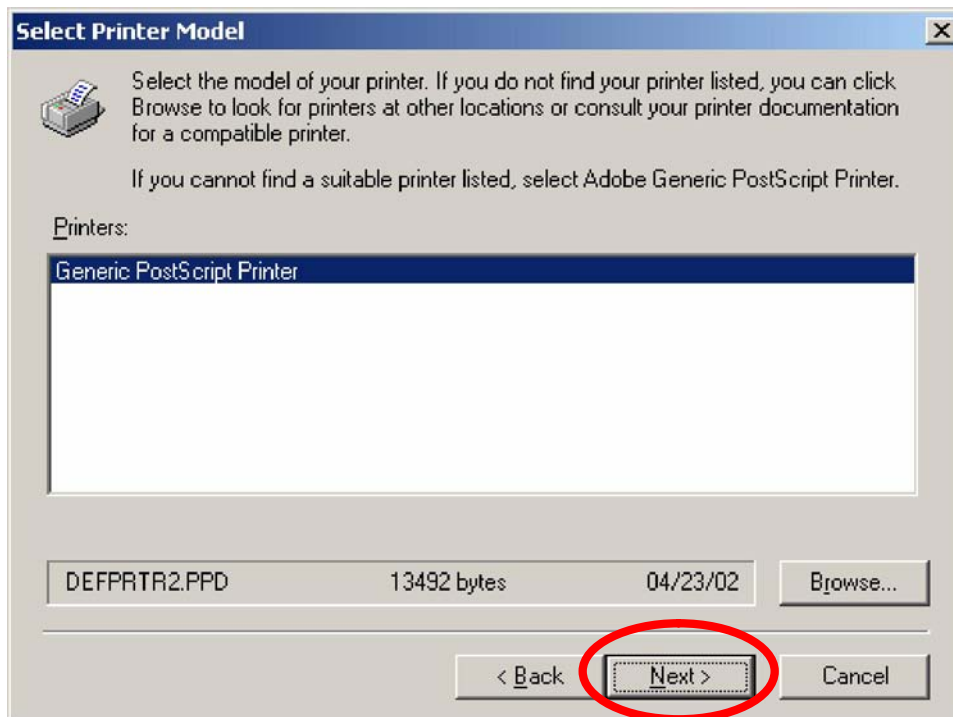 Select Printer Model
Select the model of your printer. If you do not find your printer listed, you can click
Browse to look for printers at other locations or consult your printer documentation
for a compatible printer.
If you cannot find a suitable printer listed, select Adobe Generic PostScript Printer.
Printers:
Generic PostScript Printer
DEFPRTR2.PPD 13492 bytes 04/23/02 Browse...
< Back Next > Cancel